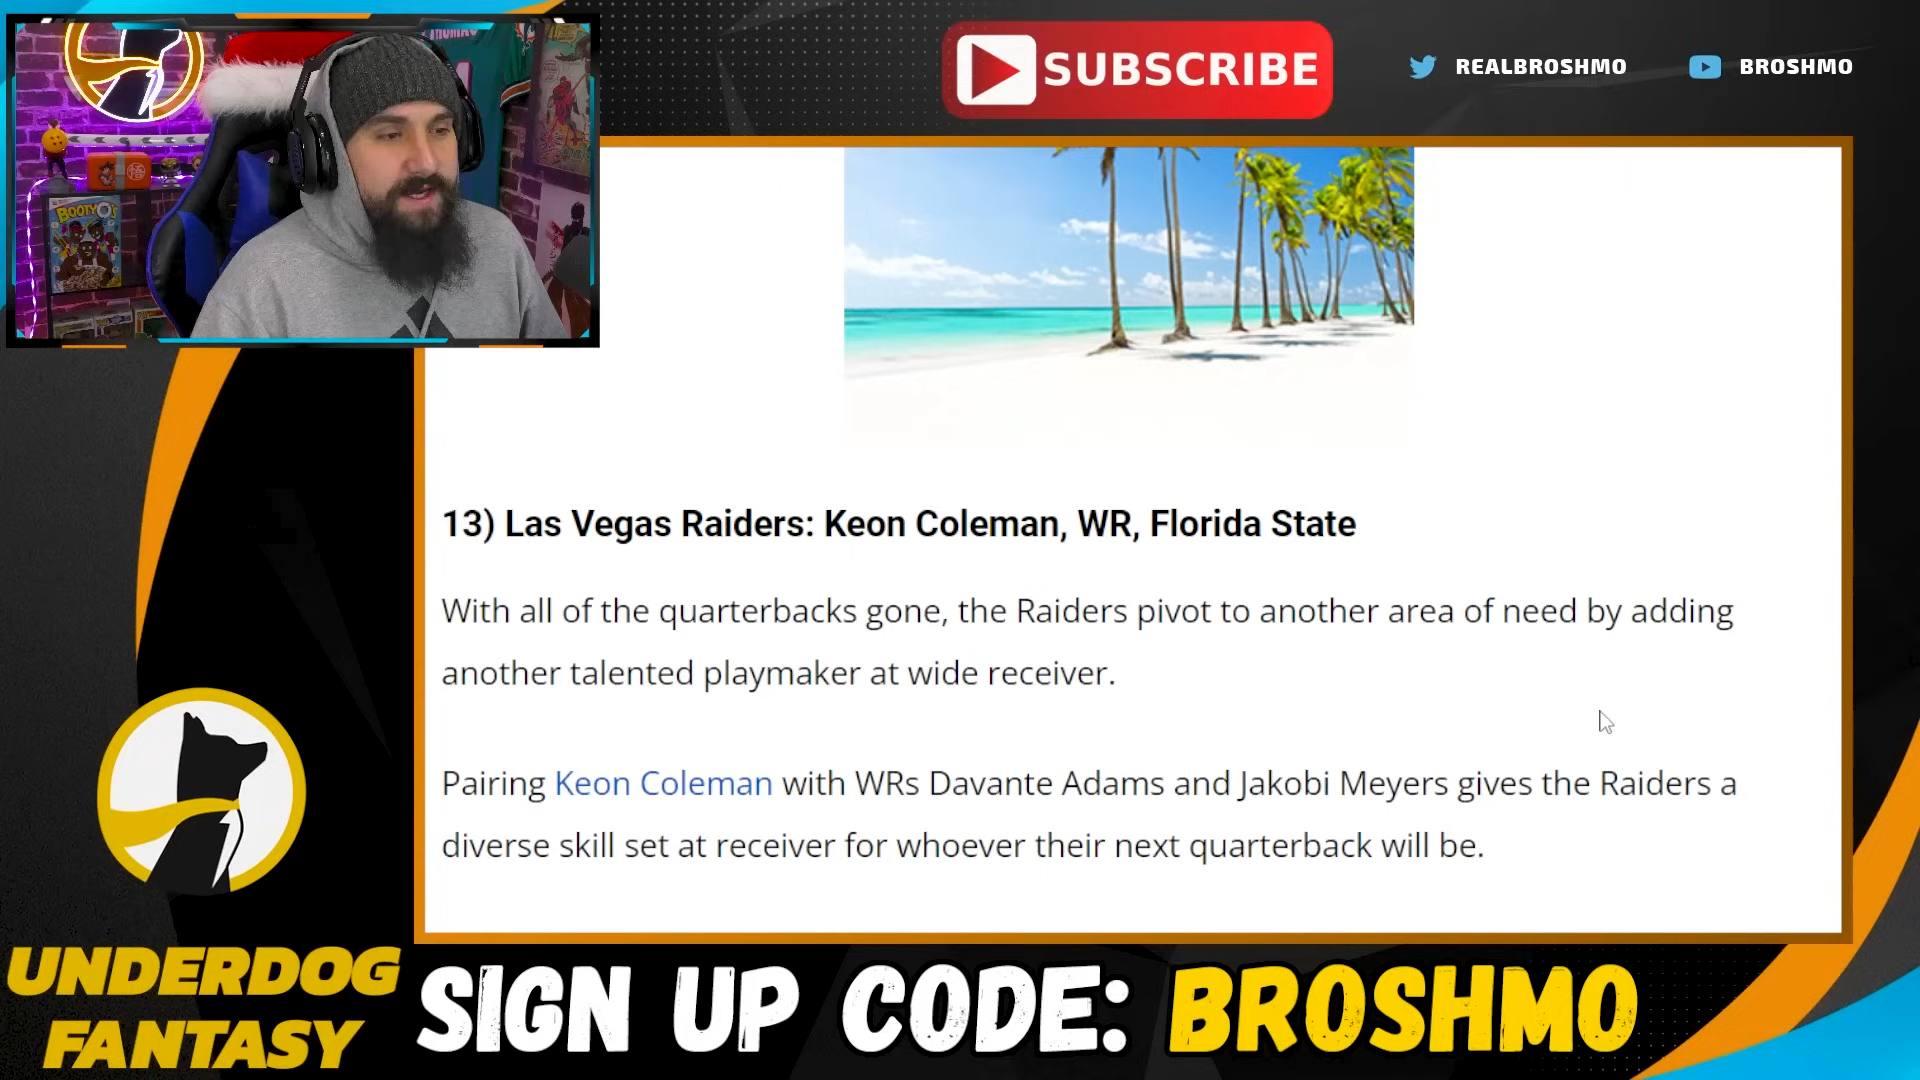 THOMAS
BOOTY O'S
SUBSCRIBE
REALBROSHMO
BROSHMO
13) Las Vegas Raiders: Keon Coleman, WR, Florida State
With all of the quarterbacks gone, the Raiders pivot to another area of need by adding
another talented playmaker at wide receiver.
Pairing Keon Coleman with WRs Davante Adams and Jakobi Meyers gives the Raiders a
diverse skill set at receiver for whoever their next quarterback will be.
UNDERDOG
FANTASY
SIGN UP CODE: BROSHMO